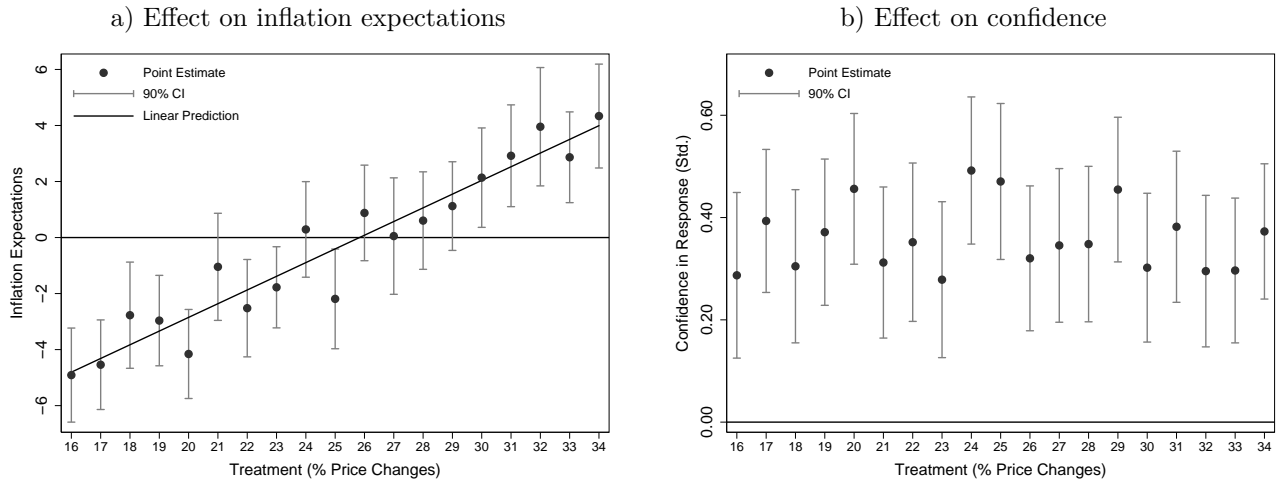 a) Effect on inflation expectations
Inflation Expectations
6
4
2
0
−2
−4
−6
Point Estimate
90% CI
Linear Prediction
16 17 18 19 20 21 22 23 24 25 26 27 28 29 30 31 32 33 34
Treatment (% Price Changes)
b) Effect on confidence
Confidence in Response (Std.)
0.60
0.40
0.20
0.00
Point Estimate
90% CI
16 17 18 19 20 21 22 23 24 25 26 27 28 29 30 31 32 33 34
Treatment (% Price Changes)